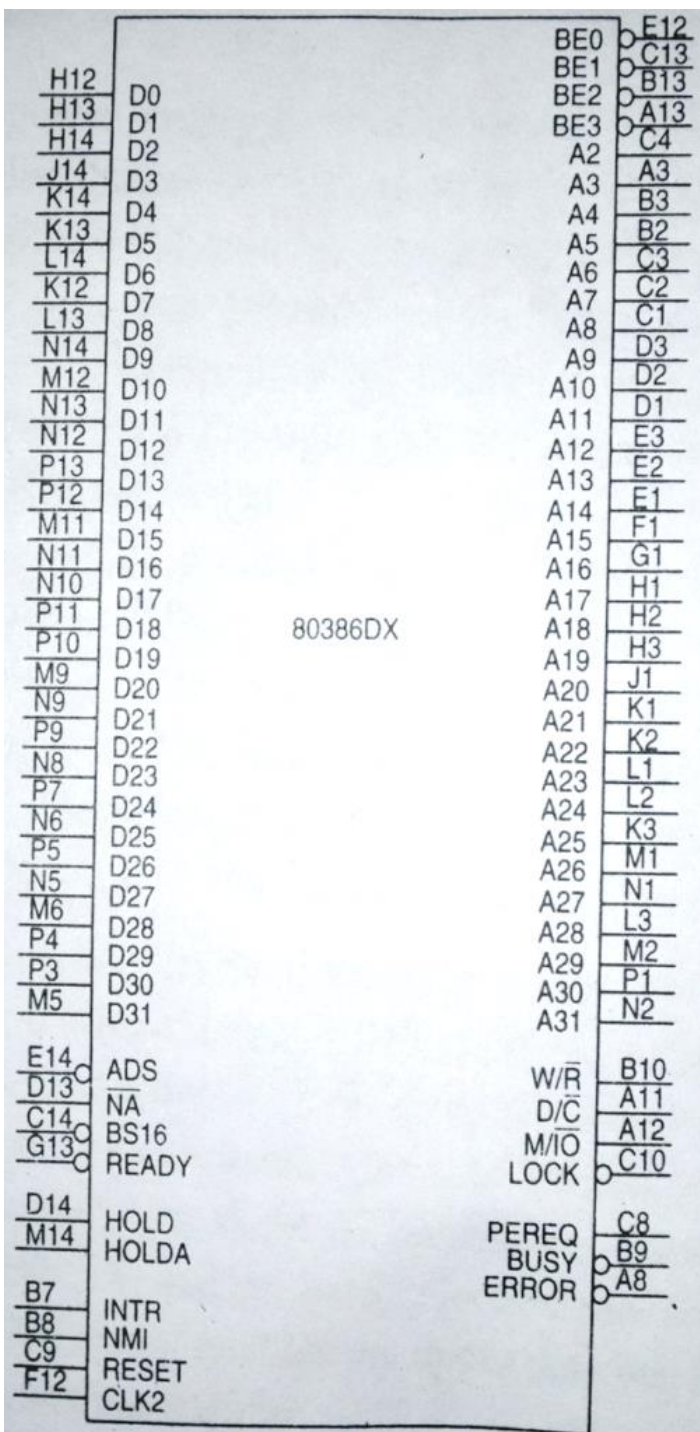 E12
BE0
C13
BE1
B13
BE2
A13
BE3
H12 D0
H13 D1
H14 D2
J14 D3
K14 D4
K13 D5
L14 D6
K12 D7
L13 D8
N14 D9
M12 D10
N13 D11
N12 D12
P13 D13
P12 D14
M11 D15
N11 D16
N10 D17
P11 D18
P10 D19
M9 D20
N9 D21
P9 D22
N8 D23
P7 D24
N6 D25
P5 D26
N5 D27
M6 D28
P4 D29
P3 D30
M5 D31
E14 ADS
D13 N̅A̅
C14 BS16
G13 READY
D14 HOLD
M14 HOLDA
B7 INTR
B8 NMI
C9 RESET
F12 CLK2
80386DX
A2 C4
A3 A3
A4 B3
A5 B2
A6 C3
A7 C2
A8 C1
A9 D3
A10 D2
A11 D1
A12 E3
A13 E2
A14 E1
A15 F1
A16 G1
A17 H1
A18 H2
A19 H3
A20 J1
A21 K1
A22 K2
A23 L1
A24 L2
A25 K3
A26 M1
A27 N1
A28 L3
A29 M2
A30 P1
A31 N2
W/R̅ B10
D/C̅ A11
M/I̅O̅ A12
LOCK C10
PEREQ C8
BUSY B9
ERROR A8